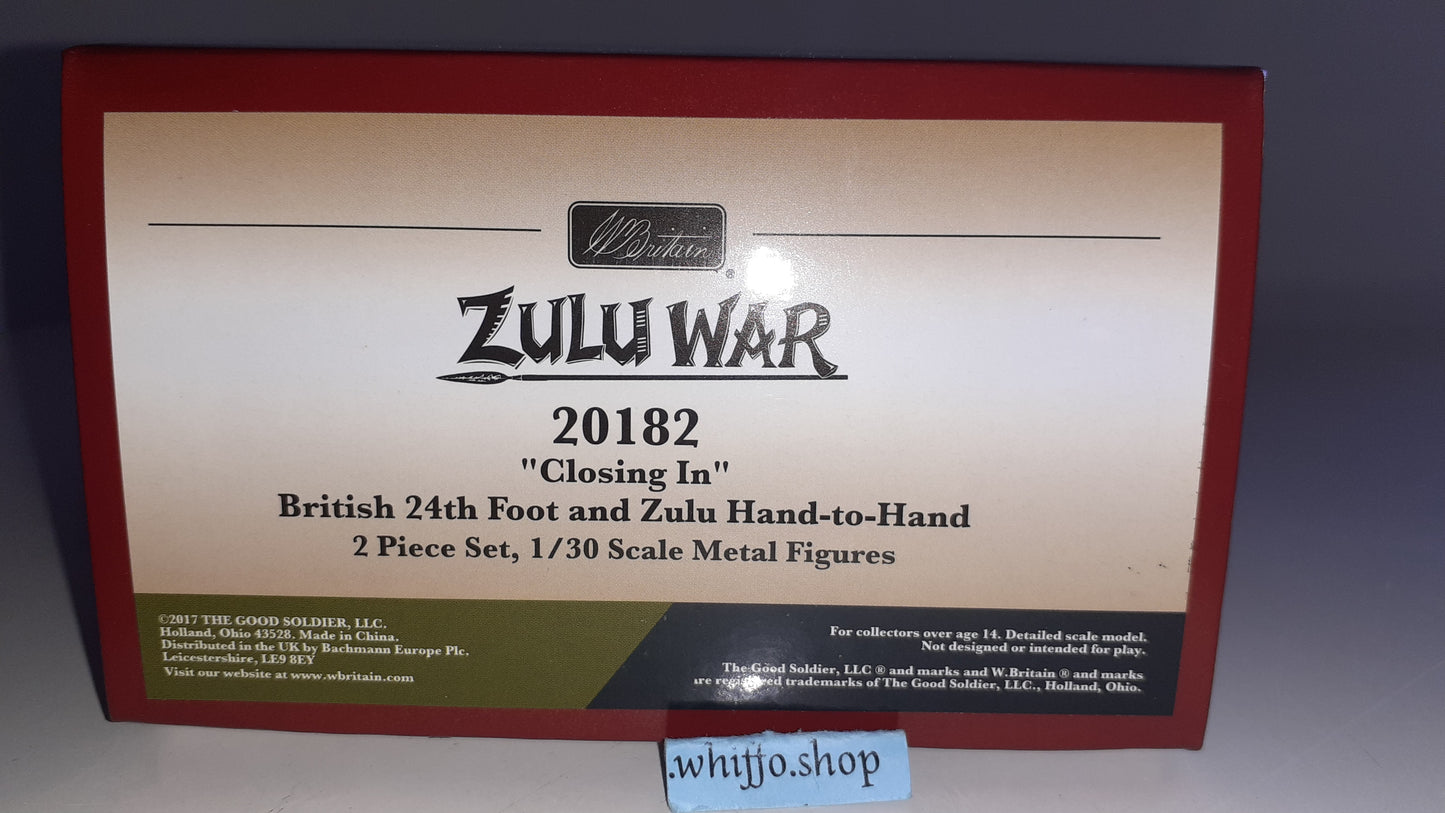 W Britain ®
ZULU WAR
20182
"Closing In"
British 24th Foot and Zulu Hand-to-Hand
2 Piece Set, 1/30 Scale Metal Figures
©2017 THE GOOD SOLDIER, LLC.
Holland, Ohio 43528. Made in China.
Distributed in the UK by Bachmann Europe Plc.
Leicestershire, LE9 8EY
Visit our website at www.wbritain.com
For collectors over age 14. Detailed scale model.
Not designed or intended for play.
The Good Soldier, LLC ® and marks and W.Britain ® and marks
are registered trademarks of The Good Soldier, LLC., Holland, Ohio.
.whiffo.shop